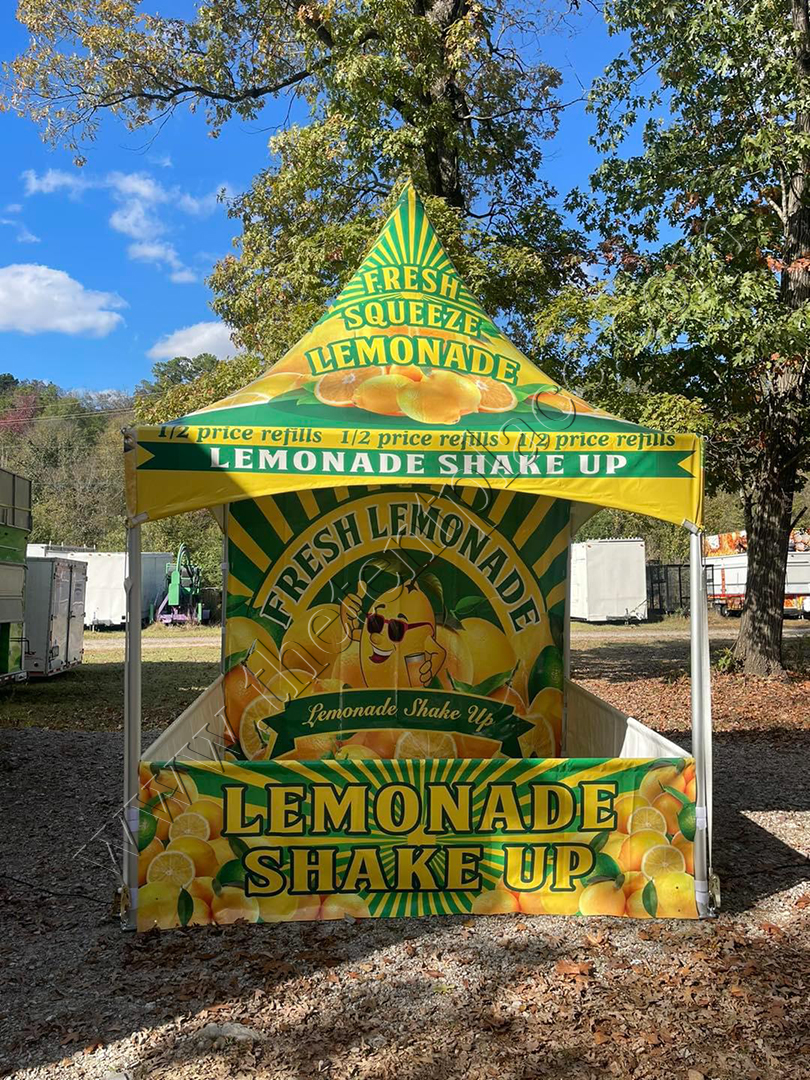 FRESH
SQUEEZE
LEMONADE
1/2 price refills 1/2 price refills 1/2 price refills
LEMONADE SHAKE UP
FRESH LEMONADE
Lemonade Shake Up
LEMONADE
SHAKE UP